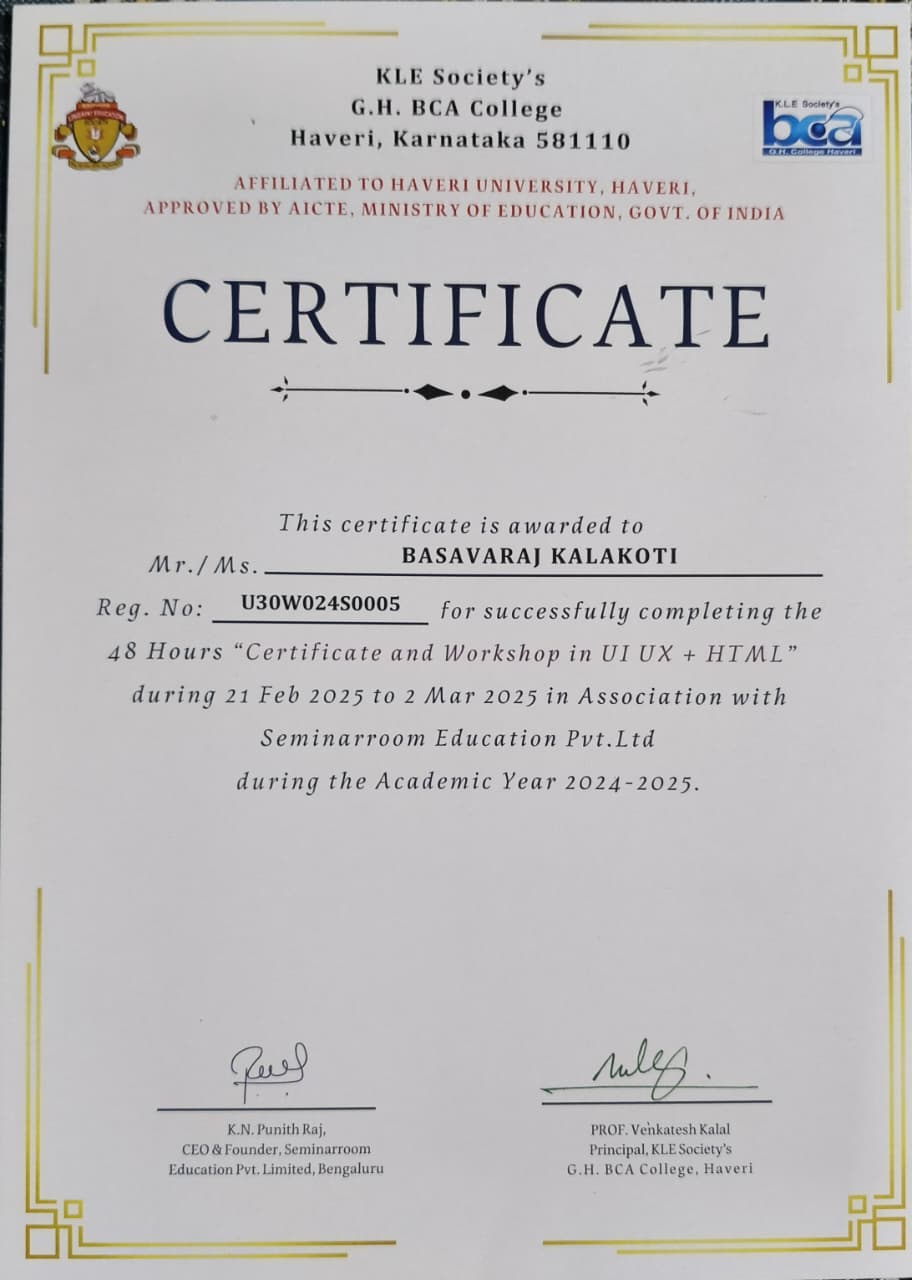 KLE Society's
G.H. BCA College
Haveri, Karnataka 581110
K.L.E Society's
bca
G.H. College Haveri
AFFILIATED TO HAVERI UNIVERSITY, HAVERI,
APPROVED BY AICTE, MINISTRY OF EDUCATION, GOVT. OF INDIA
CERTIFICATE
This certificate is awarded to
Mr./Ms. BASAVARAJ KALAKOTI
Reg. No: U30W024S0005 for successfully completing the
48 Hours “Certificate and Workshop in UI UX + HTML”
during 21 Feb 2025 to 2 Mar 2025 in Association with
Seminarroom Education Pvt.Ltd
during the Academic Year 2024-2025.
K.N. Punith Raj,
CEO & Founder, Seminarroom
Education Pvt. Limited, Bengaluru
PROF. Venkatesh Kalal
Principal, KLE Society's
G.H. BCA College, Haveri